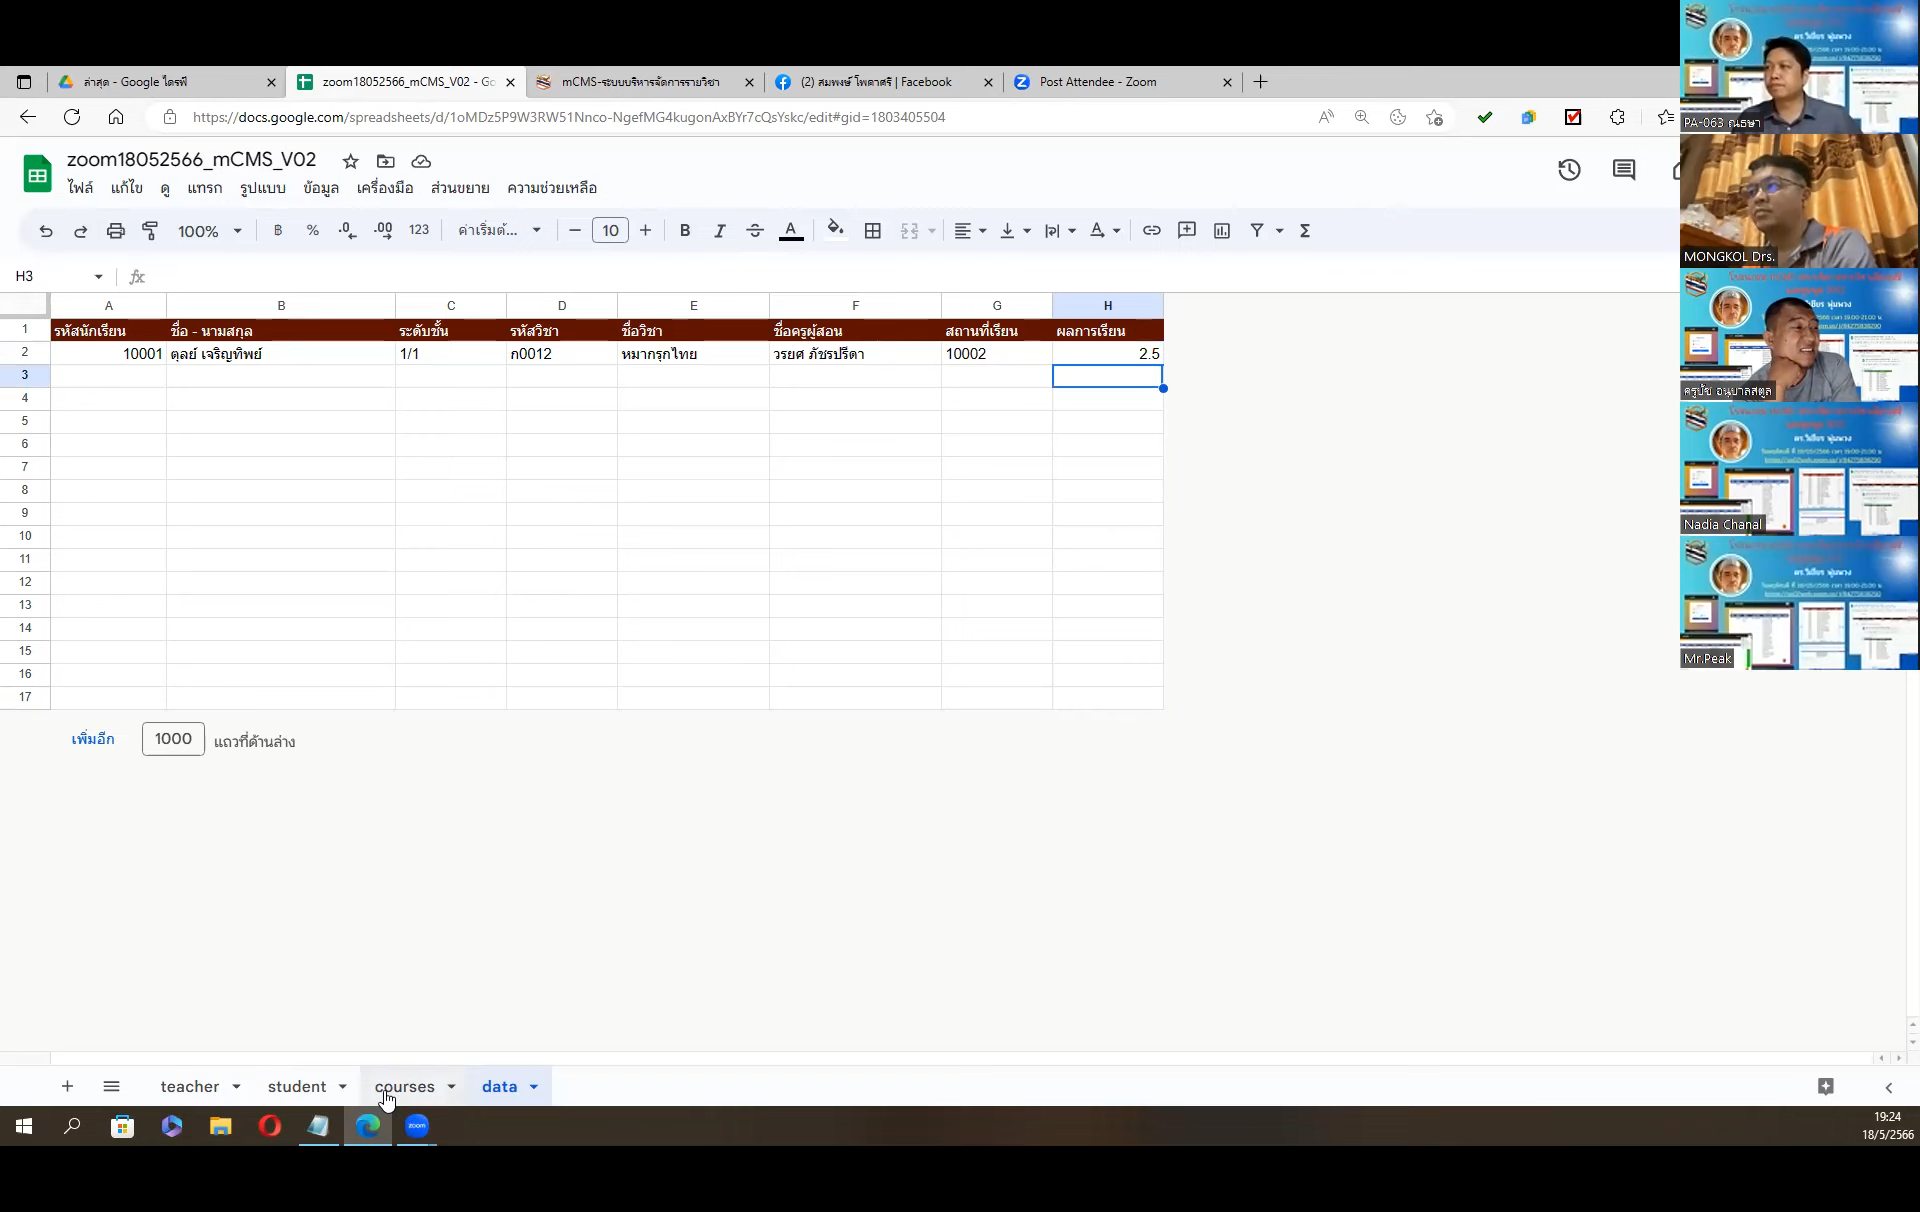 ล่าสุด - Google ไดรฟ์
zoom18052566_mCMS_V02 - Go
mCMS-ระบบบริหารจัดการรายวิชา
(2) สมพงษ์ โพดาศรี | Facebook
Post Attendee - Zoom
https://docs.google.com/spreadsheets/d/1oMDz5P9W3RW51Nnco-NgefMG4kugonAxBYr7cQsYskc/edit#gid=1803405504
zoom18052566_mCMS_V02
ไฟล์ แก้ไข ดู แทรก รูปแบบ ข้อมูล เครื่องมือ ส่วนขยาย ความช่วยเหลือ
100% ฿ % .0 .00 123 ค่าเริ่มต้... 10 B I A
H3 fx
A B C D E F G H
1 รหัสนักเรียน ชื่อ - นามสกุล ระดับชั้น รหัสวิชา ชื่อวิชา ชื่อครูผู้สอน สถานที่เรียน ผลการเรียน
2 10001 ตุลย์ เจริญทิพย์ 1/1 ก0012 หมากรุกไทย วรยศ ภัชรปรีดา 10002 2.5
3
4
5
6
7
8
9
10
11
12
13
14
15
16
17
เพิ่มอีก 1000 แถวที่ด้านล่าง
teacher student courses data
zoom
19:24
18/5/2566
PA-063 ณธษา
MONGKOL Drs.
ครูบัช อนุบาลสตูล
Nadia Chanal
Mr.Peak